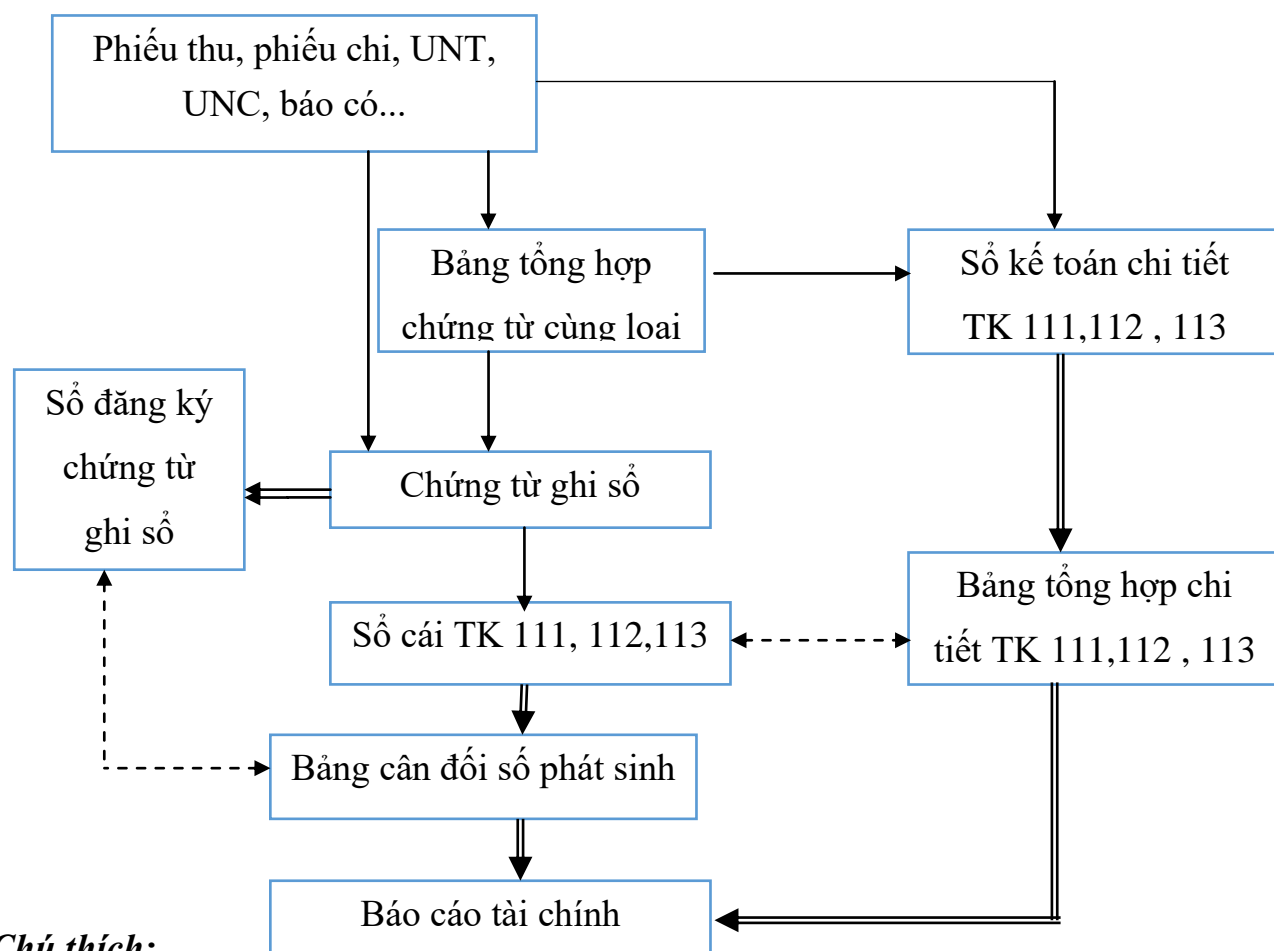 Phiếu thu, phiếu chi, UNT,
UNC, báo có...
Bảng tổng hợp
chứng từ cùng loai
Sổ kế toán chi tiết
TK 111,112 , 113
Sổ đăng ký
chứng từ
ghi sổ
Chứng từ ghi sổ
Bảng tổng hợp chi
tiết TK 111,112 , 113
Sổ cái TK 111, 112,113
Bảng cân đối số phát sinh
Báo cáo tài chính
Chú thích: